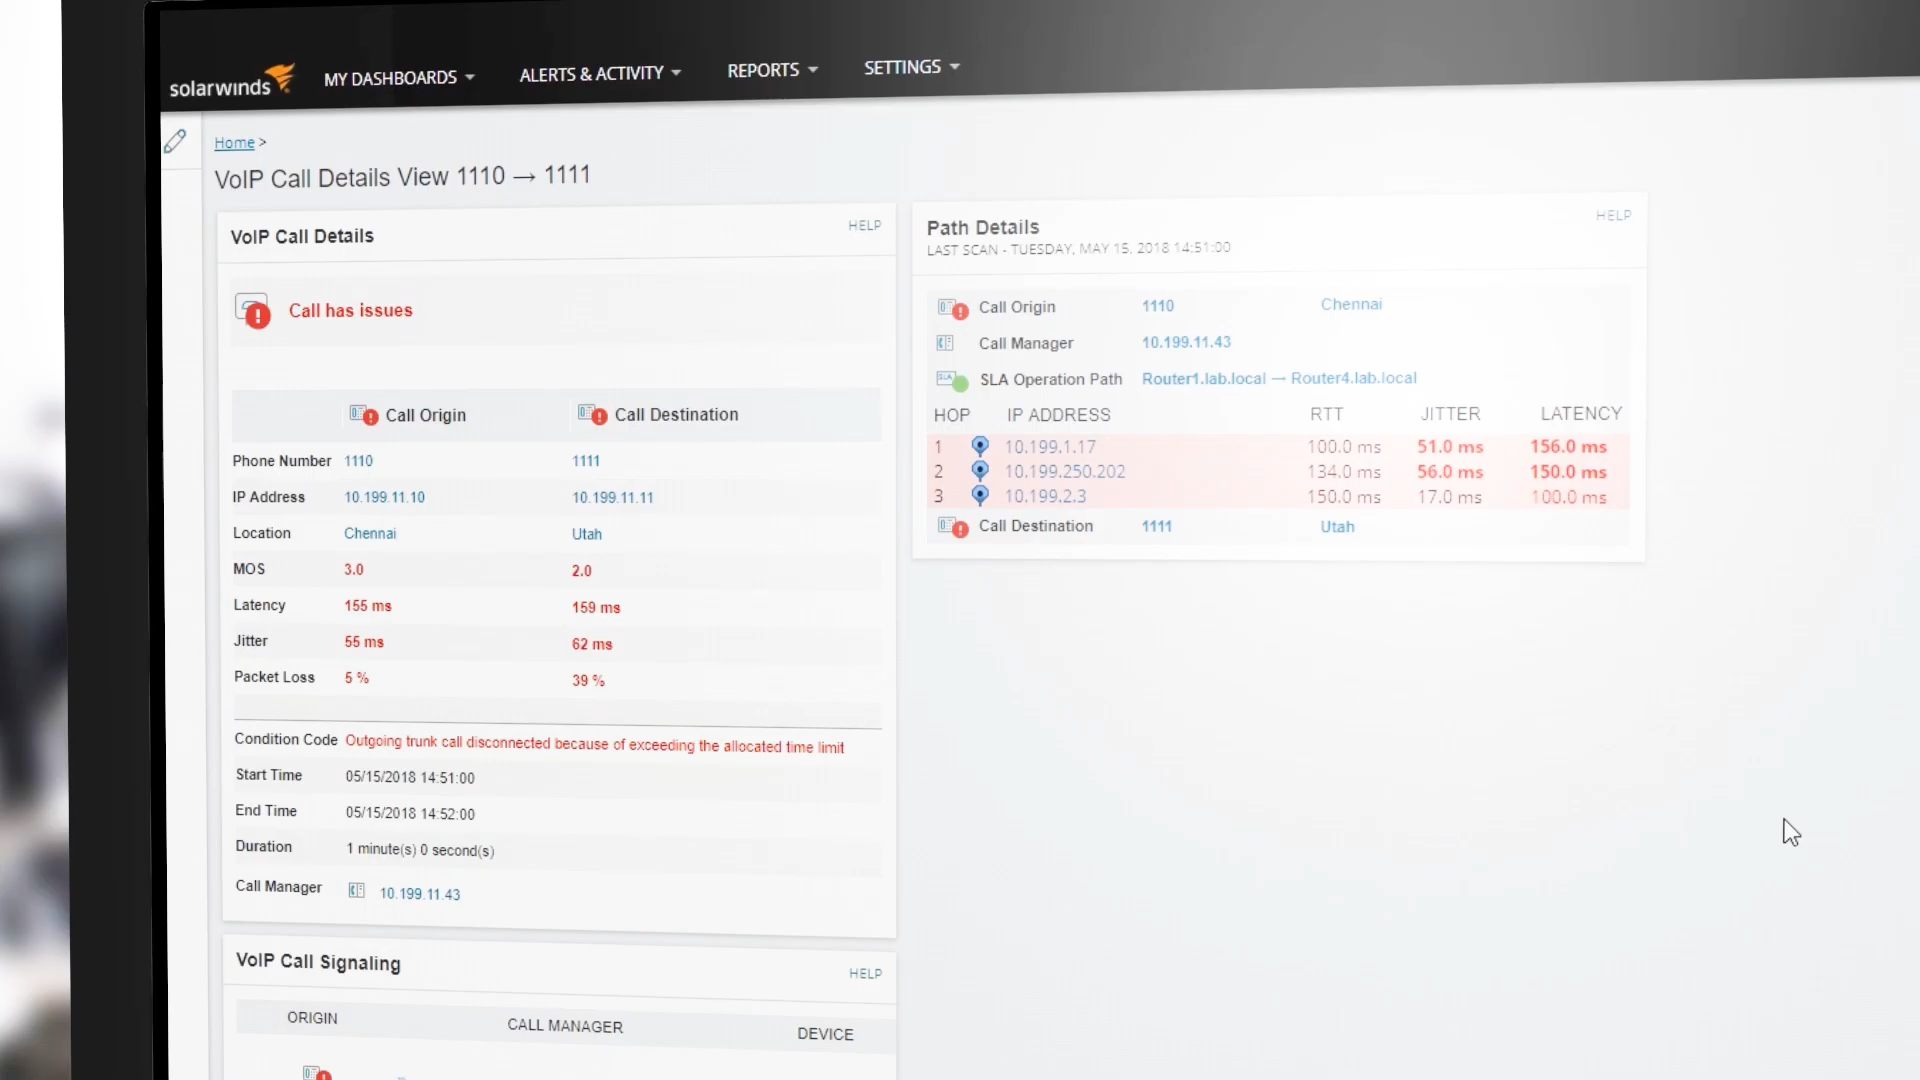 solarwinds MY DASHBOARDS ALERTS & ACTIVITY REPORTS SETTINGS
Home >
VoIP Call Details View 1110 → 1111
VoIP Call Details HELP
Call has issues
Call Origin Call Destination
Phone Number 1110 1111
IP Address 10.199.11.10 10.199.11.11
Location Chennai Utah
MOS 3.0 2.0
Latency 155 ms 159 ms
Jitter 55 ms 62 ms
Packet Loss 5 % 39 %
Condition Code Outgoing trunk call disconnected because of exceeding the allocated time limit
Start Time 05/15/2018 14:51:00
End Time 05/15/2018 14:52:00
Duration 1 minute(s) 0 second(s)
Call Manager 10.199.11.43
VoIP Call Signaling HELP
ORIGIN CALL MANAGER DEVICE
Path Details HELP
LAST SCAN - TUESDAY, MAY 15, 2018 14:51:00
Call Origin 1110 Chennai
Call Manager 10.199.11.43
SLA SLA Operation Path Router1.lab.local → Router4.lab.local
HOP IP ADDRESS RTT JITTER LATENCY
1 10.199.1.17 100.0 ms 51.0 ms 156.0 ms
2 10.199.250.202 134.0 ms 56.0 ms 150.0 ms
3 10.199.2.3 150.0 ms 17.0 ms 100.0 ms
Call Destination 1111 Utah